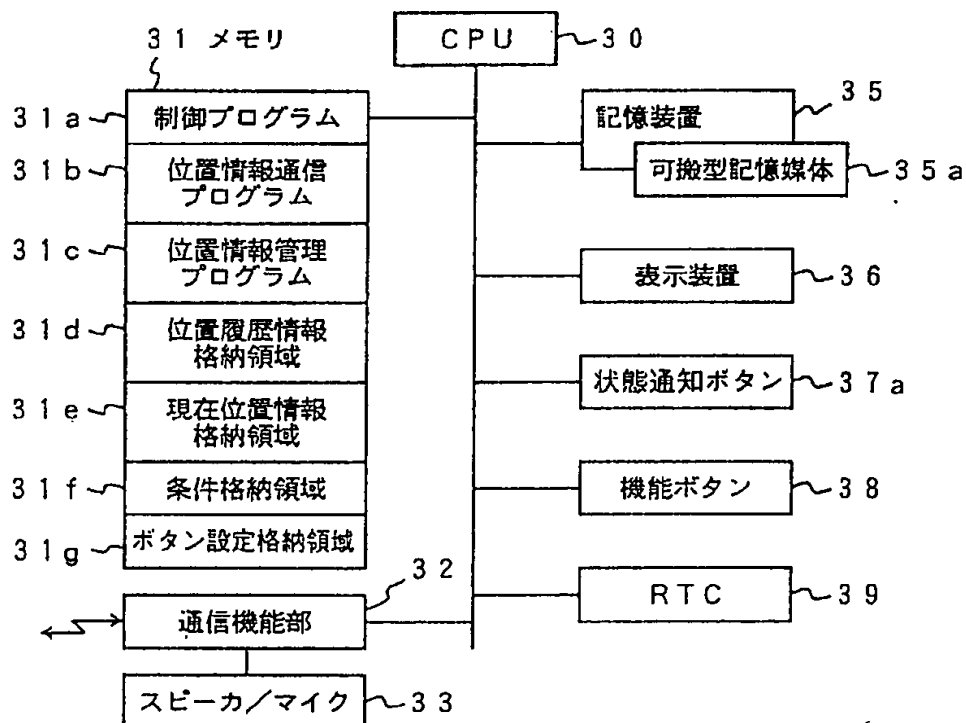 31 メモリ
CPU
30
31a
制御プログラム
31b
位置情報通信
プログラム
31c
位置情報管理
プログラム
31d
位置履歴情報
格納領域
31e
現在位置情報
格納領域
31f
条件格納領域
31g
ボタン設定格納領域
32
通信機能部
スピーカ/マイク
33
35
記憶装置
可搬型記憶媒体
35a
表示装置
36
状態通知ボタン
37a
機能ボタン
38
RTC
39